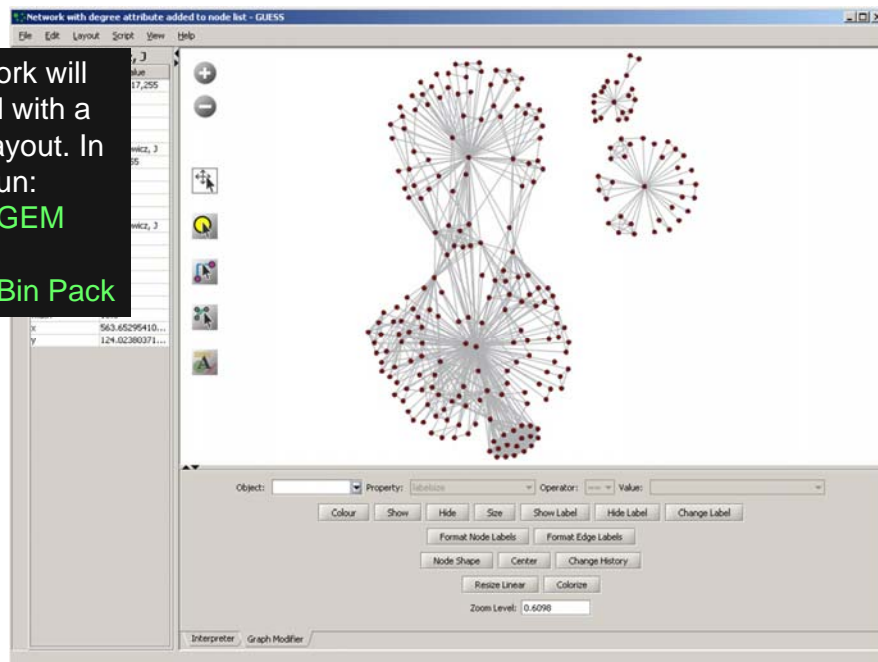 Network with degree attribute added to node list - GUESS
File Edit Layout Script View Help
, J
ork will
d with a
ayout. In
un:
GEM
Bin Pack
alue
17,255
wicz, J
55
wicz, J
x 563.65295410...
y 124.02380371...
Object: Property: labelsize Operator: == Value:
Colour Show Hide Size Show Label Hide Label Change Label
Format Node Labels Format Edge Labels
Node Shape Center Change History
Resize Linear Colorize
Zoom Level: 0.6098
Interpreter Graph Modifier